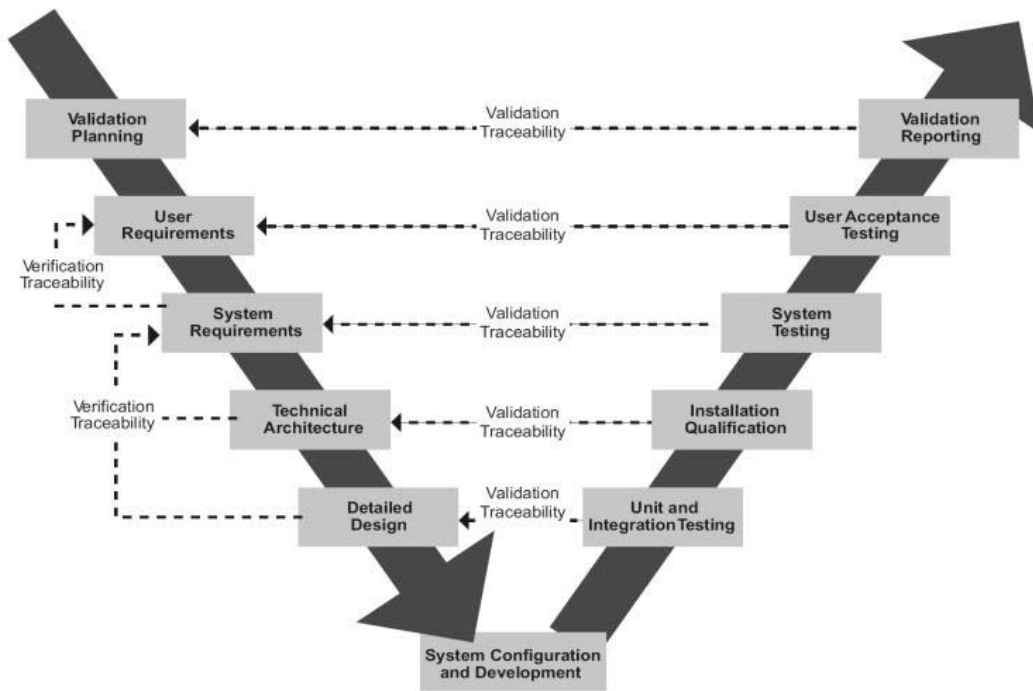 Validation
Planning
Validation
Traceability
Validation
Reporting
User
Requirements
Validation
Traceability
User Acceptance
Testing
Verification
Traceability
System
Requirements
Validation
Traceability
System
Testing
Verification
Traceability
Technical
Architecture
Validation
Traceability
Installation
Qualification
Detailed
Design
Validation
Traceability
Unit and
Integration Testing
System Configuration
and Development